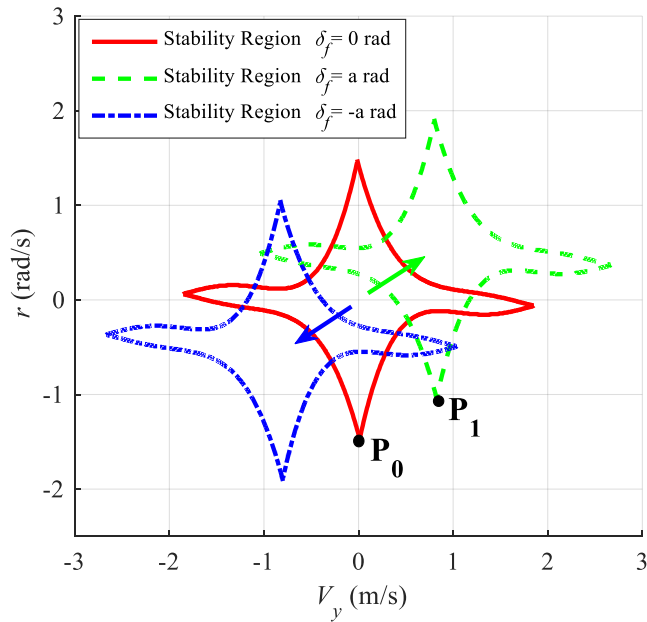 3
Stability Region δf= 0 rad
Stability Region δf= a rad
Stability Region δf= -a rad
2
1
0
-1
-2
r (rad/s)
P1
P0
-3 -2 -1 0 1 2 3
Vy (m/s)